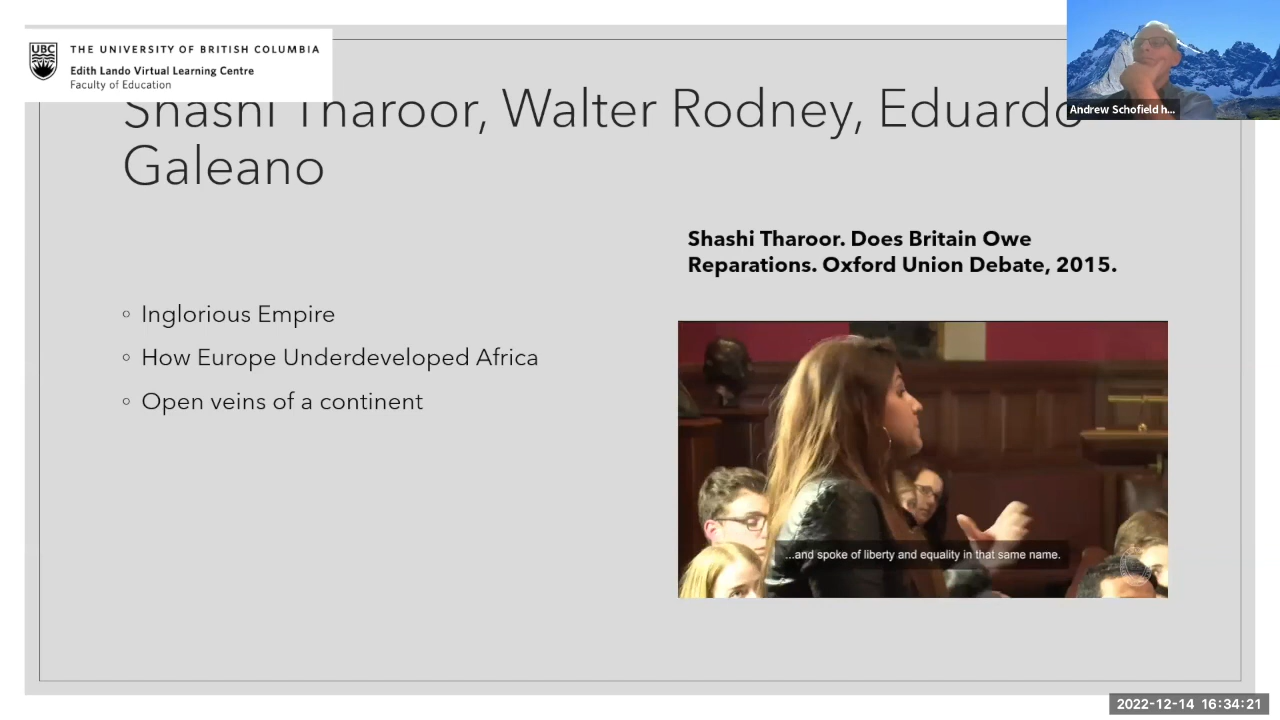 UBC
THE UNIVERSITY OF BRITISH COLUMBIA
Edith Lando Virtual Learning Centre
Faculty of Education
Andrew Schofield h...
Shashi Tharoor, Walter Rodney, Eduardo
Galeano
Shashi Tharoor. Does Britain Owe
Reparations. Oxford Union Debate, 2015.
Inglorious Empire
How Europe Underdeveloped Africa
Open veins of a continent
...and spoke of liberty and equality in that same name.
2022-12-14 16:34:21